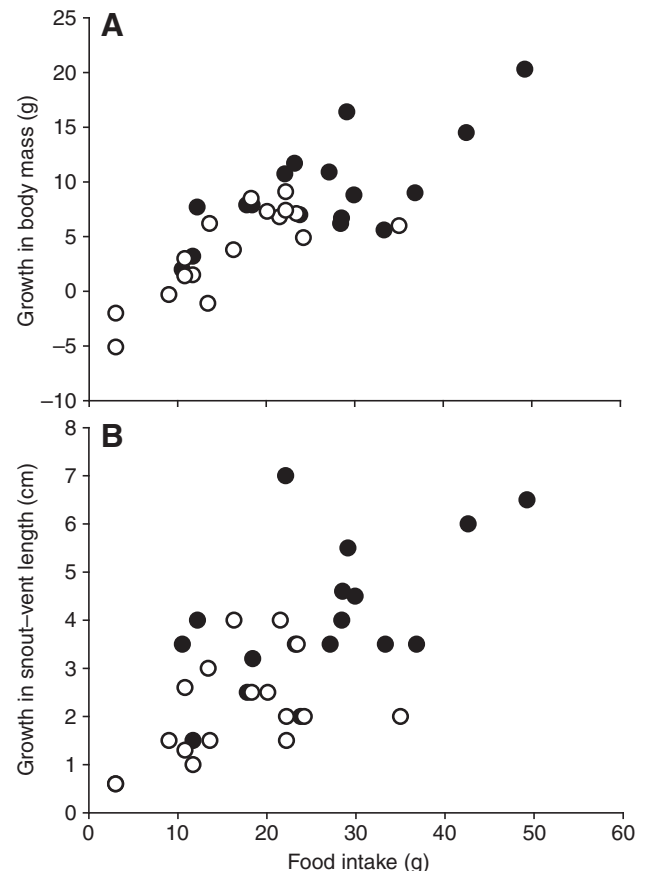 A
25
20
15
10
5
0
–5
–10
Growth in body mass (g)
B
8
7
6
5
4
3
2
1
0
Growth in snout–vent length (cm)
0 10 20 30 40 50 60
Food intake (g)